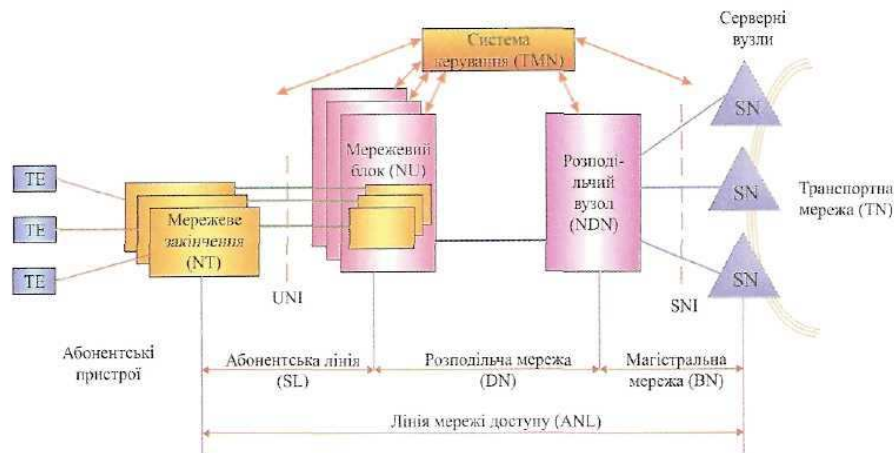 Серверні
вузли
Система
керування (TMN)
SN
Мережевий
блок (NU)
Розподі-
льчий
вузол
(NDN)
TE
SN
Транспортна
мережа (TN)
TE
Мережеве
закінчення
(NT)
TE
SN
UNI
SNI
Абонентські
пристрої
Абонентська лінія
(SL)
Розподільча мережа
(DN)
Магістральна
мережа (BN)
Лінія мережі доступу (ANL)